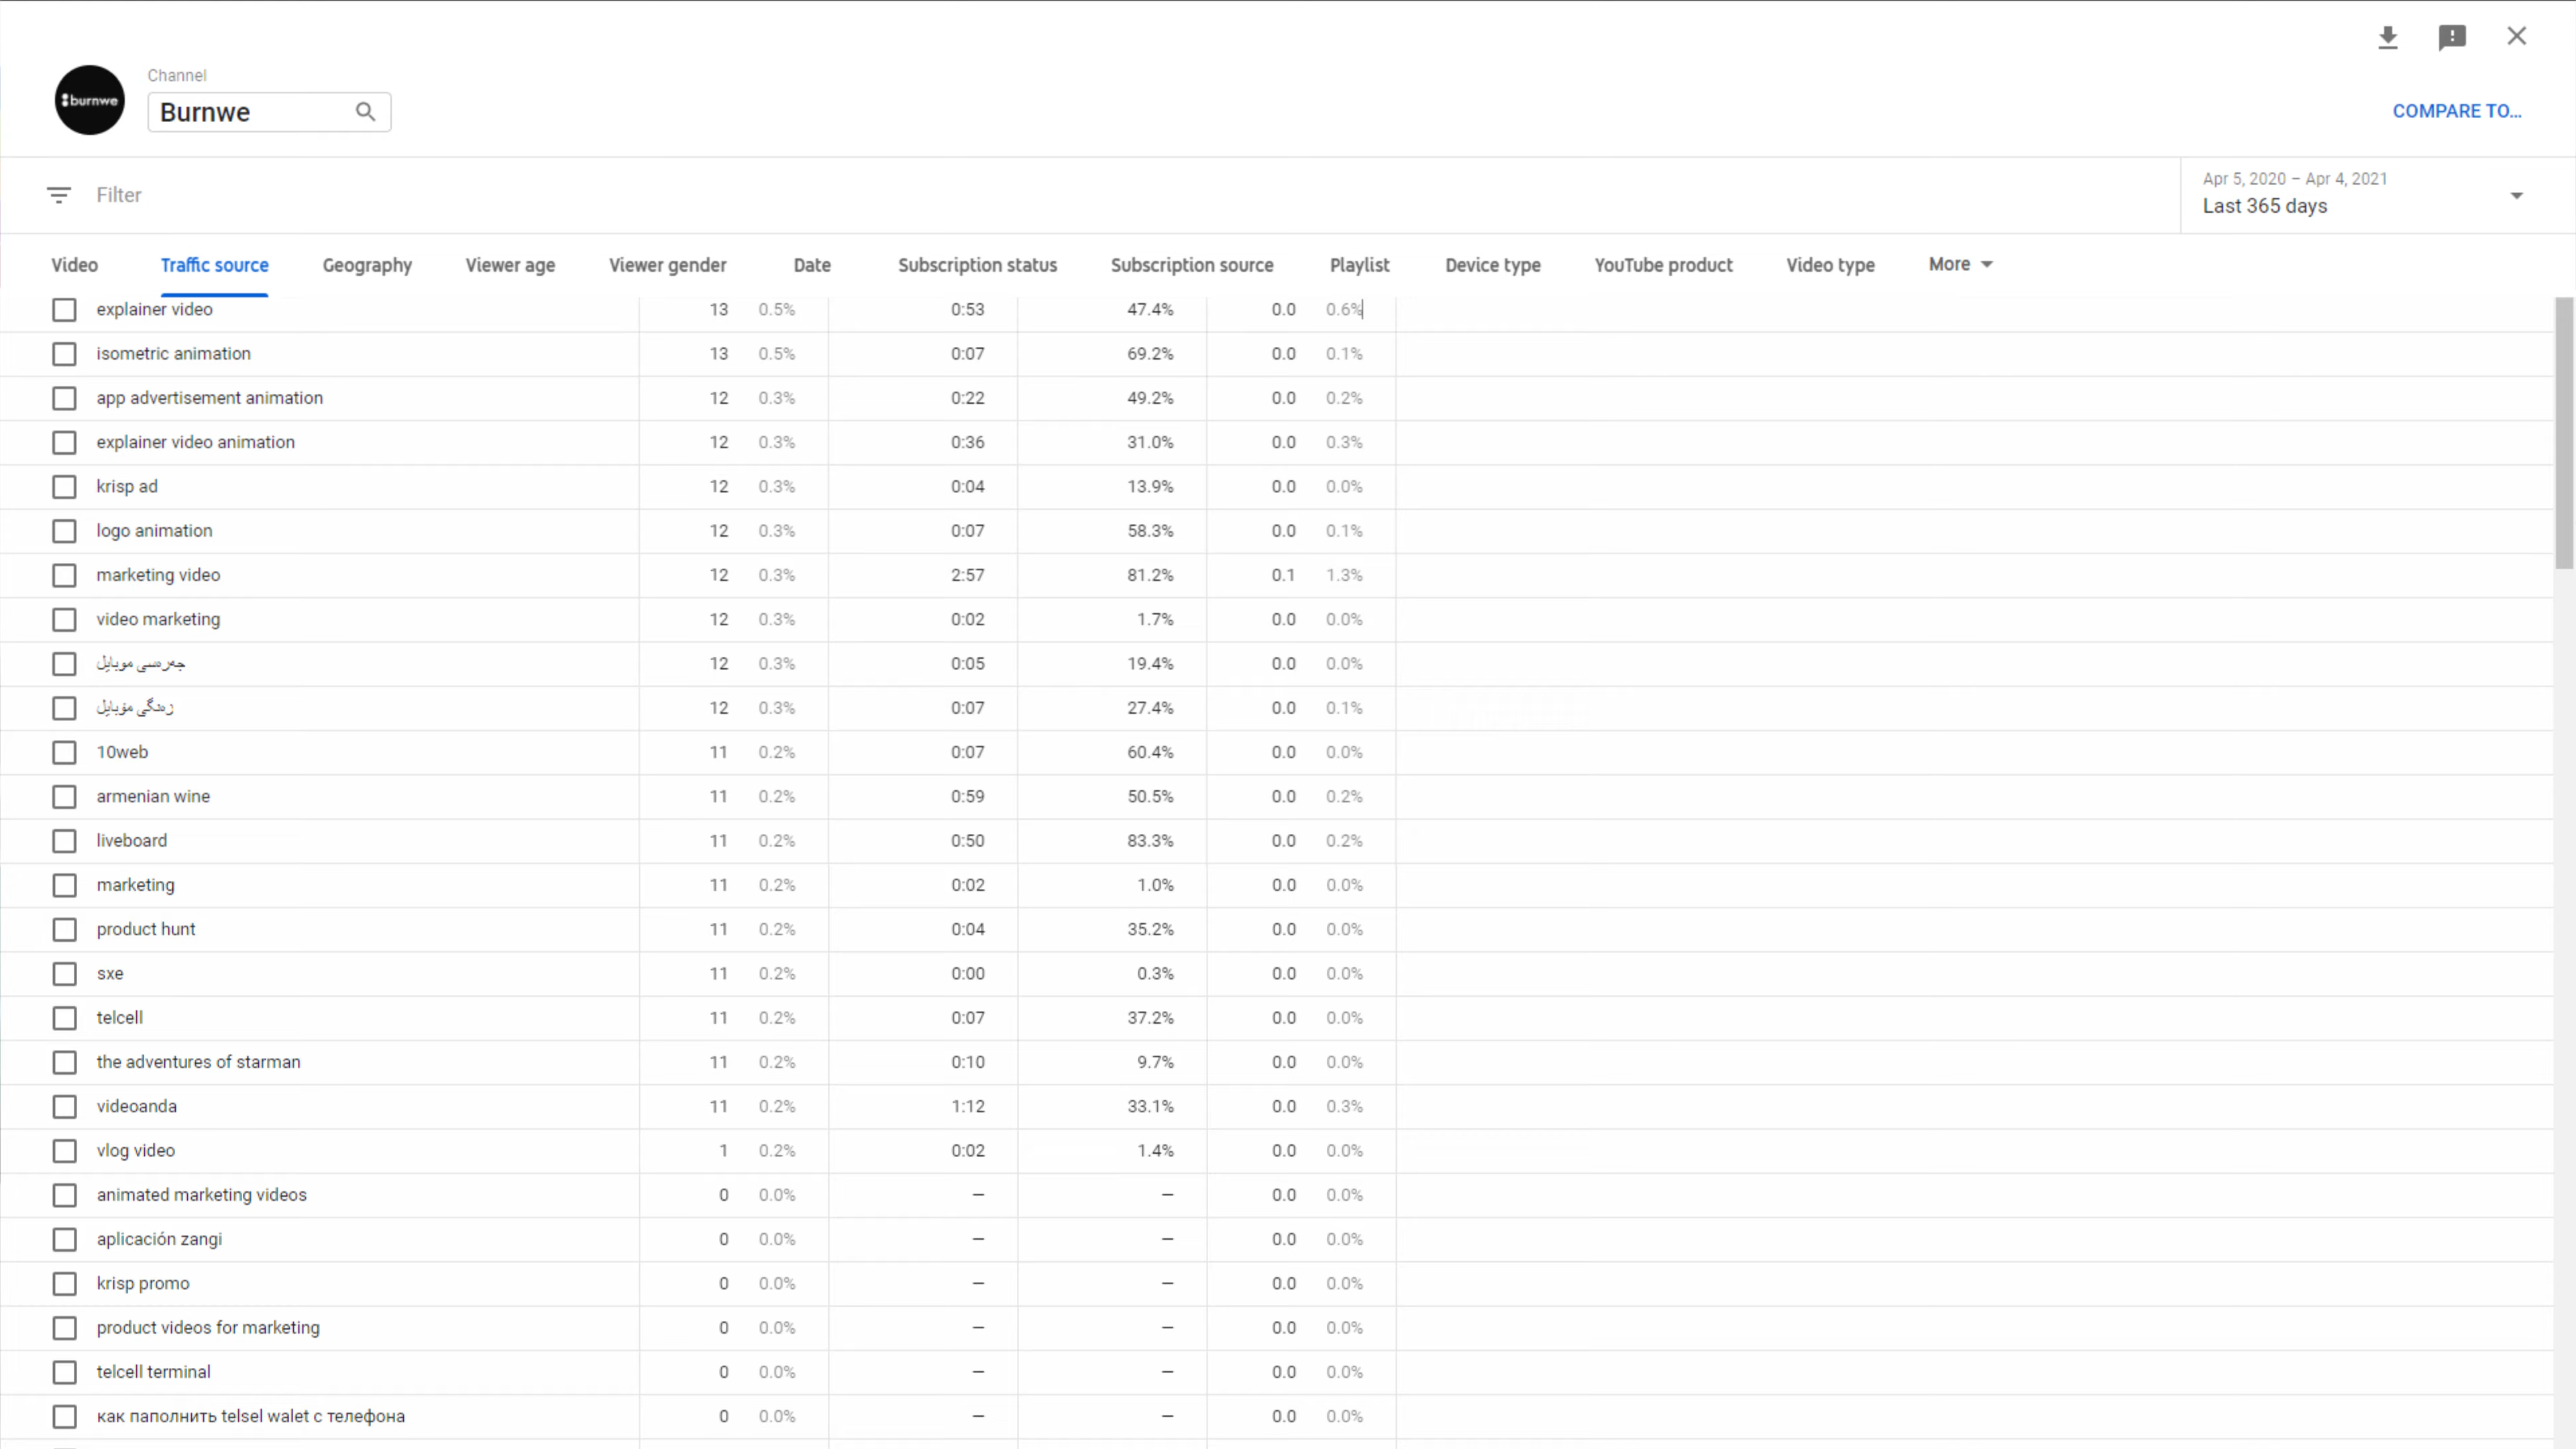 burnwe
Channel
Burnwe
COMPARE TO...
Filter
Apr 5, 2020 – Apr 4, 2021
Last 365 days
Video Traffic source Geography Viewer age Viewer gender Date Subscription status Subscription source Playlist Device type YouTube product Video type More
explainer video 13 0.5% 0:53 47.4% 0.0 0.6%
isometric animation 13 0.5% 0:07 69.2% 0.0 0.1%
app advertisement animation 12 0.3% 0:22 49.2% 0.0 0.2%
explainer video animation 12 0.3% 0:36 31.0% 0.0 0.3%
krisp ad 12 0.3% 0:04 13.9% 0.0 0.0%
logo animation 12 0.3% 0:07 58.3% 0.0 0.1%
marketing video 12 0.3% 2:57 81.2% 0.1 1.3%
video marketing 12 0.3% 0:02 1.7% 0.0 0.0%
جەرەسی موبایل 12 0.3% 0:05 19.4% 0.0 0.0%
رەنگی مۆبایل 12 0.3% 0:07 27.4% 0.0 0.1%
10web 11 0.2% 0:07 60.4% 0.0 0.0%
armenian wine 11 0.2% 0:59 50.5% 0.0 0.2%
liveboard 11 0.2% 0:50 83.3% 0.0 0.2%
marketing 11 0.2% 0:02 1.0% 0.0 0.0%
product hunt 11 0.2% 0:04 35.2% 0.0 0.0%
sxe 11 0.2% 0:00 0.3% 0.0 0.0%
telcell 11 0.2% 0:07 37.2% 0.0 0.0%
the adventures of starman 11 0.2% 0:10 9.7% 0.0 0.0%
videoanda 11 0.2% 1:12 33.1% 0.0 0.3%
vlog video 1 0.2% 0:02 1.4% 0.0 0.0%
animated marketing videos 0 0.0% – – 0.0 0.0%
aplicación zangi 0 0.0% – – 0.0 0.0%
krisp promo 0 0.0% – – 0.0 0.0%
product videos for marketing 0 0.0% – – 0.0 0.0%
telcell terminal 0 0.0% – – 0.0 0.0%
как паполнить telsel walet с телефона 0 0.0% – – 0.0 0.0%